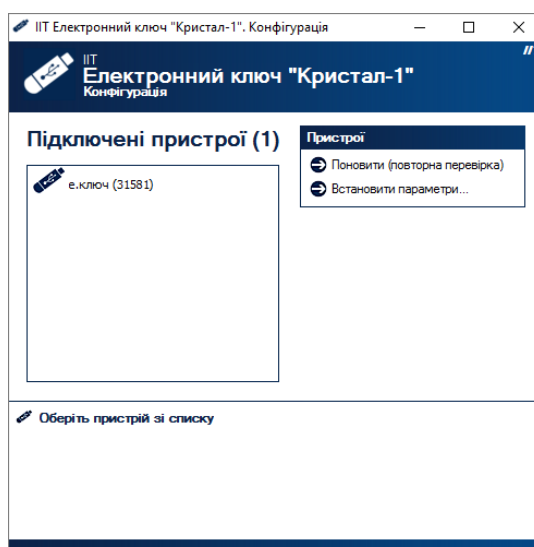 ІІТ Електронний ключ "Кристал-1". Конфігурація
ІІТ
Електронний ключ "Кристал-1"
Конфігурація
Підключені пристрої (1)
е.ключ (31581)
Пристрої
Поновити (повторна перевірка)
Встановити параметри...
Оберіть пристрій зі списку